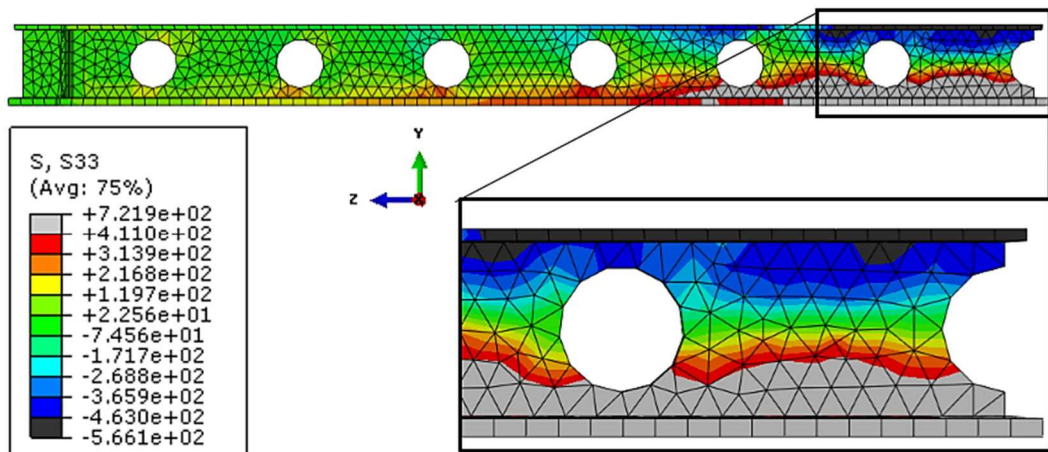 S, S33
(Avg: 75%)
+7.219e+02
+4.110e+02
+3.139e+02
+2.168e+02
+1.197e+02
+2.256e+01
-7.456e+01
-1.717e+02
-2.688e+02
-3.659e+02
-4.630e+02
-5.661e+02
Y
Z
X